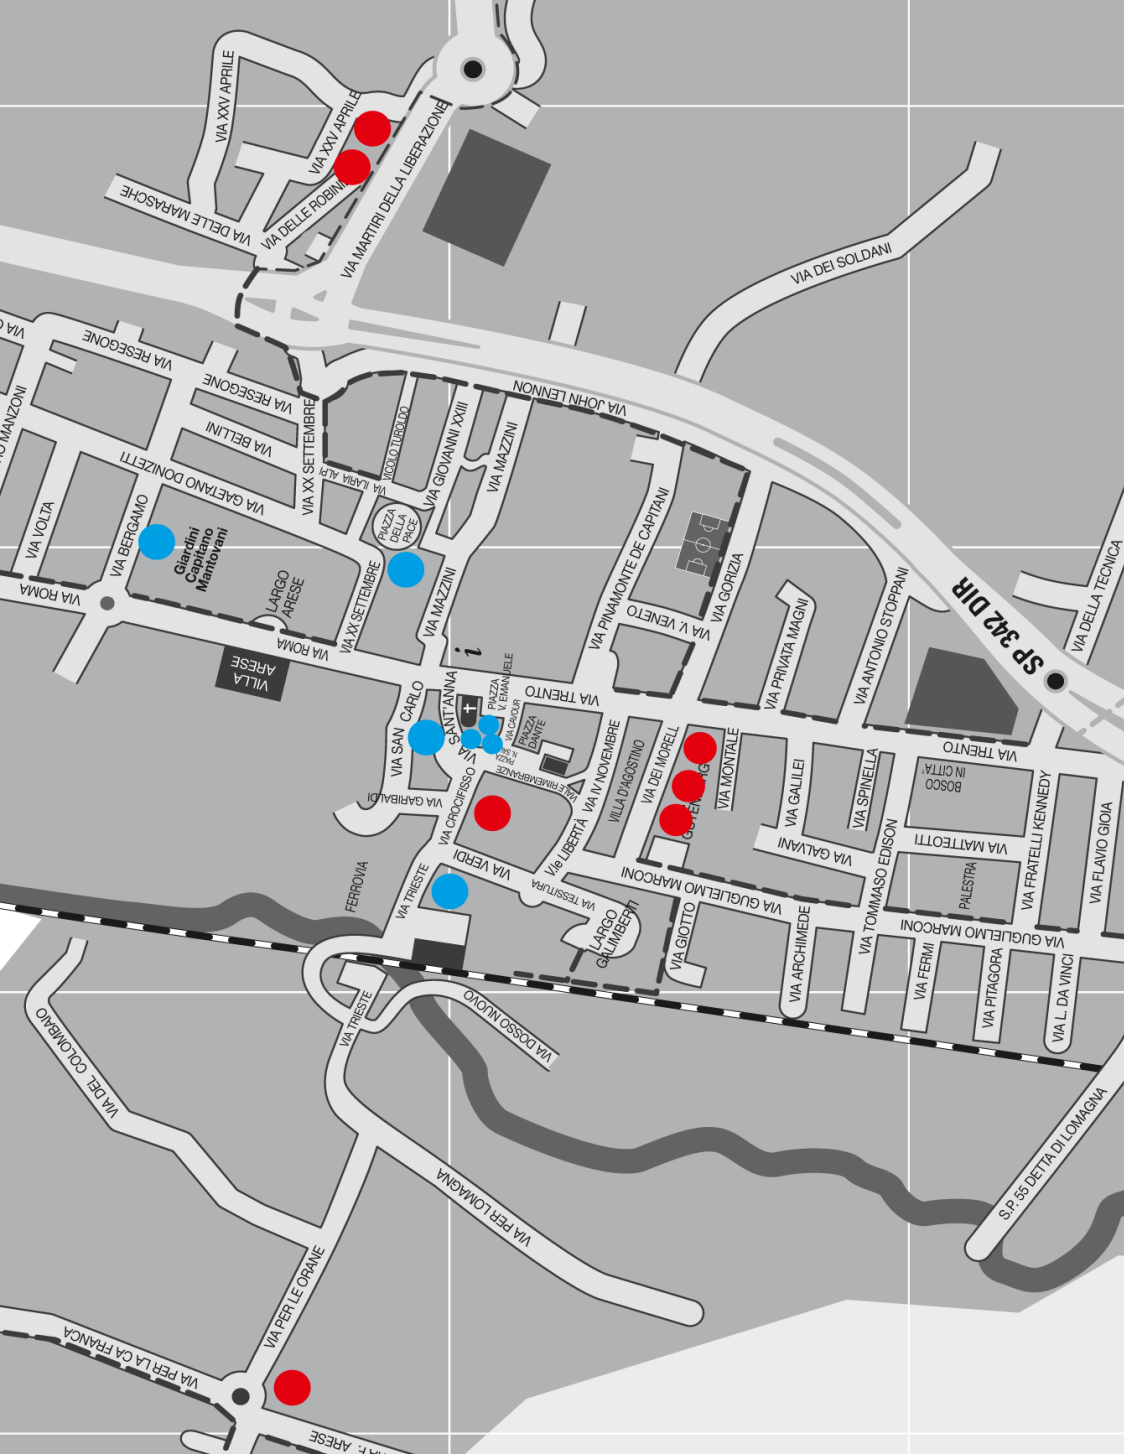 VIA XXV APRILE
VIA XXV APRILE
VIA DELLE MARASCHE
VIA MARTIRI DELLA LIBERAZIONE
VIA DEI SOLDANI
VIA RESEGONE
VIA RESEGONE
VIA JOHN LENNON
VIA BELLINI
VIA XX SETTEMBRE
VICOLO TUROLDO
VIA GIOVANNI XXIII
VIA MAZZINI
VIA GAETANO DONIZETTI
VIA ILARIA ALPI
VIA VOLTA
VIA BERGAMO
PIAZZA
DELLA
PACE
Giardini
Capitano
Mantovani
VIA PINAMONTE DE CAPITANI
VIA GORIZIA
VIA DELLA TECNICA
VIA ROMA
LARGO
ARESE
VIA XX SETTEMBRE
VIA MAZZINI
VIA V. VENETO
VIA PRIVATA MAGNI
VIA ANTONIO STOPPANI
SP 342 DIR
VIA ROMA
VILLA
ARESE
i
VIA SAN CARLO
VIA SANT'ANNA
PIAZZA
V. EMANUELE
VIA CAVOUR
PIAZZA
DANTE
VIA TRENTO
VIA TRENTO
VIALE RIMEMBRANZE
VIA IV NOVEMBRE
VILLA D'AGOSTINO
VIA DEI MORELL
VIA MONTALE
VIA GALILEI
VIA SPINELLA
BOSCO
IN CITTA'
VIA GARIBALDI
VIA CROCIFISSO
V.le LIBERTÀ
VIA GALVANI
VIA TOMMASO EDISON
VIA MATTEOTTI
VIA FRATELLI KENNEDY
VIA FLAVIO GIOIA
FERROVIA
VIA TRIESTE
VIA VERDI
VIA TESSITURA
VIA GUGLIELMO MARCONI
PALESTRA
LARGO
GALIMBERTI
VIA GIOTTO
VIA ARCHIMEDE
VIA GUGLIELMO MARCONI
VIA FERMI
VIA PITAGORA
VIA L. DA VINCI
VIA TRIESTE
VIA DOSSO NUOVO
VIA DEL COLOMBAIO
VIA PER LOMAGNA
S.P. 55 DETTA DI LOMAGNA
VIA PER LE ORANE
VIA PER LA CA FRANCA